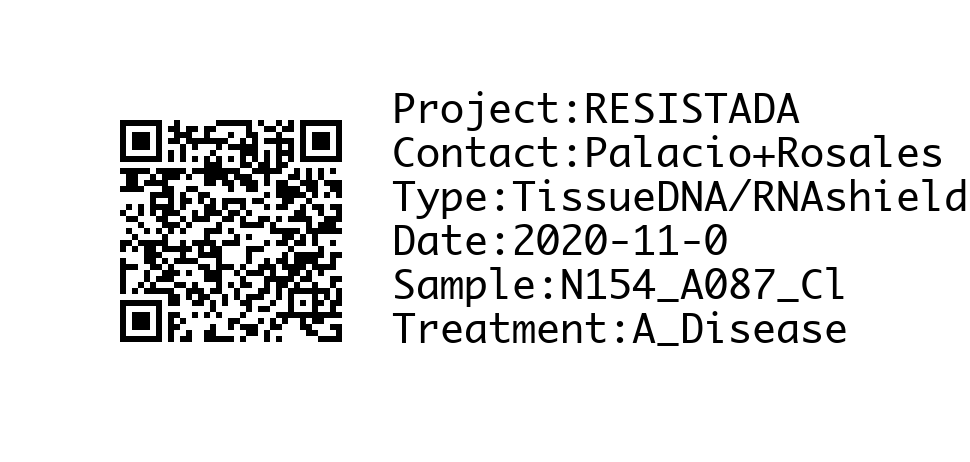 Project:RESISTADA
Contact:Palacio+Rosales
Type:TissueDNA/RNAshield
Date:2020-11-0
Sample:N154_A087_Cl
Treatment:A_Disease